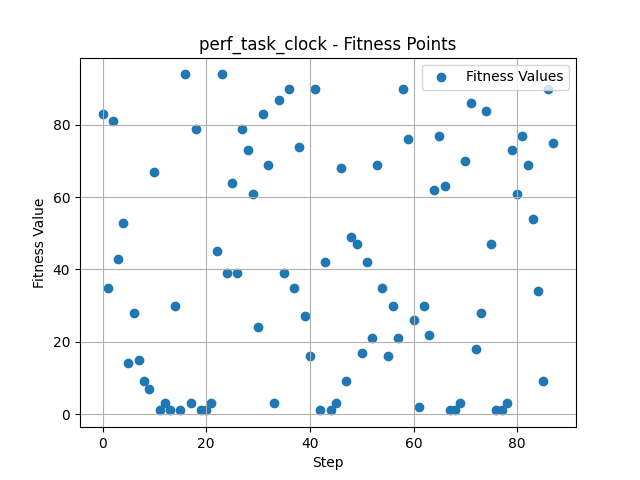 perf_task_clock - Fitness Points
Fitness Values
Fitness Value
80
60
40
20
0
0 20 40 60 80
Step